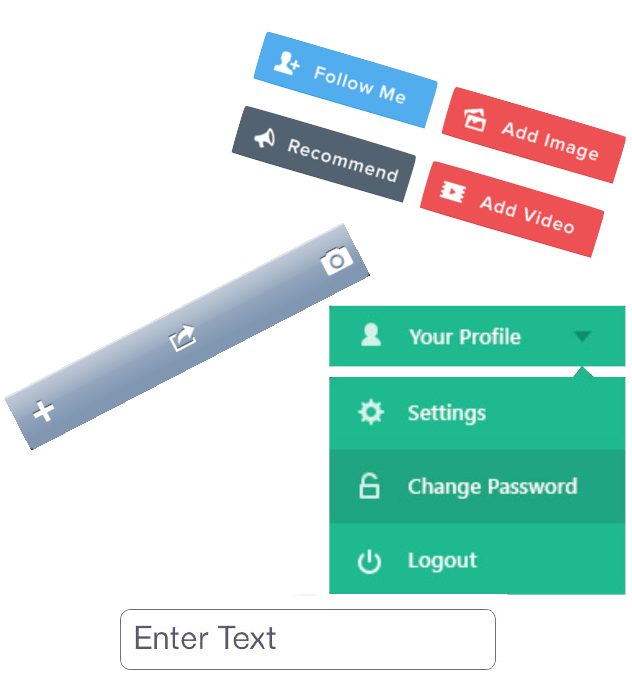 Follow Me
Add Image
Recommend
Add Video
Your Profile
Settings
Change Password
Logout
Enter Text